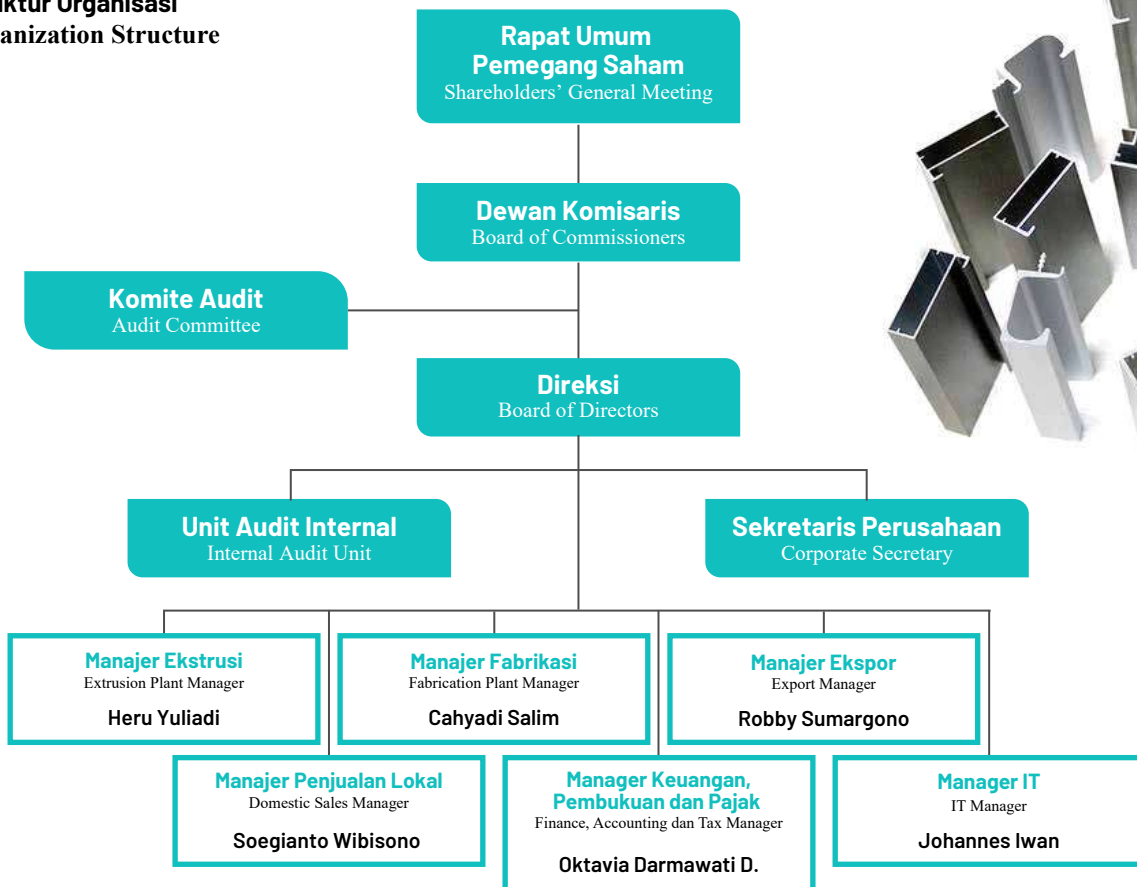 Organisasi
Structure
Rapat Umum
Pemegang Saham
Shareholders’ General Meeting
Dewan Komisaris
Board of Commissioners
Komite Audit
Audit Committee
Direksi
Board of Directors
Unit Audit Internal
Internal Audit Unit
Sekretaris Perusahaan
Corporate Secretary
Manajer Ekstrusi
Extrusion Plant Manager
Heru Yuliadi
Manajer Fabrikasi
Fabrication Plant Manager
Cahyadi Salim
Manajer Ekspor
Export Manager
Robby Sumargono
Manajer Penjualan Lokal
Domestic Sales Manager
Soegianto Wibisono
Manager Keuangan,
Pembukuan dan Pajak
Finance, Accounting dan Tax Manager
Oktavia Darmawati D.
Manager IT
IT Manager
Johannes Iwan